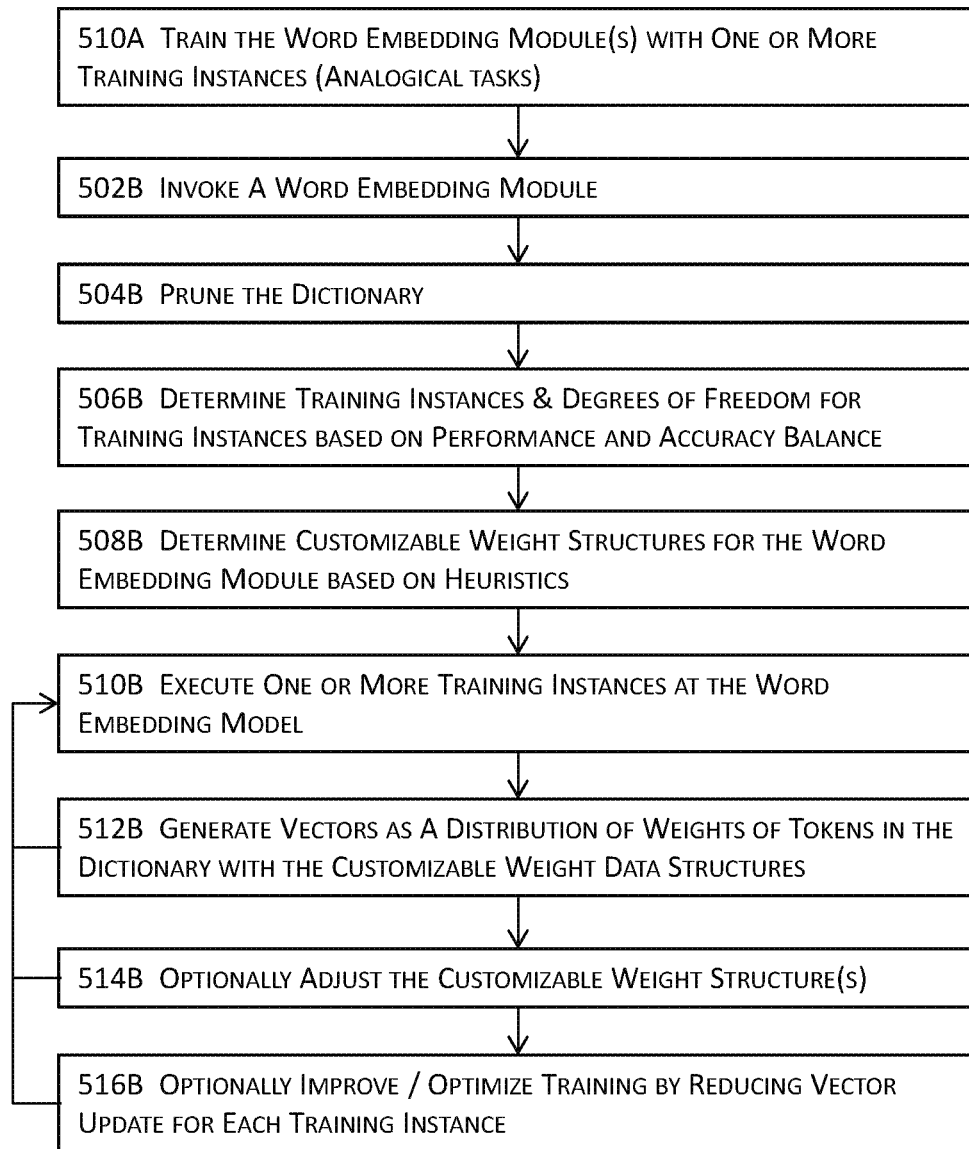 510A TRAIN THE WORD EMBEDDING MODULE(S) WITH ONE OR MORE
TRAINING INSTANCES (ANALOGICAL TASKS)
502B INVOKE A WORD EMBEDDING MODULE
504B PRUNE THE DICTIONARY
506B DETERMINE TRAINING INSTANCES & DEGREES OF FREEDOM FOR
TRAINING INSTANCES BASED ON PERFORMANCE AND ACCURACY BALANCE
508B DETERMINE CUSTOMIZABLE WEIGHT STRUCTURES FOR THE WORD
EMBEDDING MODULE BASED ON HEURISTICS
510B EXECUTE ONE OR MORE TRAINING INSTANCES AT THE WORD
EMBEDDING MODEL
512B GENERATE VECTORS AS A DISTRIBUTION OF WEIGHTS OF TOKENS IN THE
DICTIONARY WITH THE CUSTOMIZABLE WEIGHT DATA STRUCTURES
514B OPTIONALLY ADJUST THE CUSTOMIZABLE WEIGHT STRUCTURE(S)
516B OPTIONALLY IMPROVE / OPTIMIZE TRAINING BY REDUCING VECTOR
UPDATE FOR EACH TRAINING INSTANCE